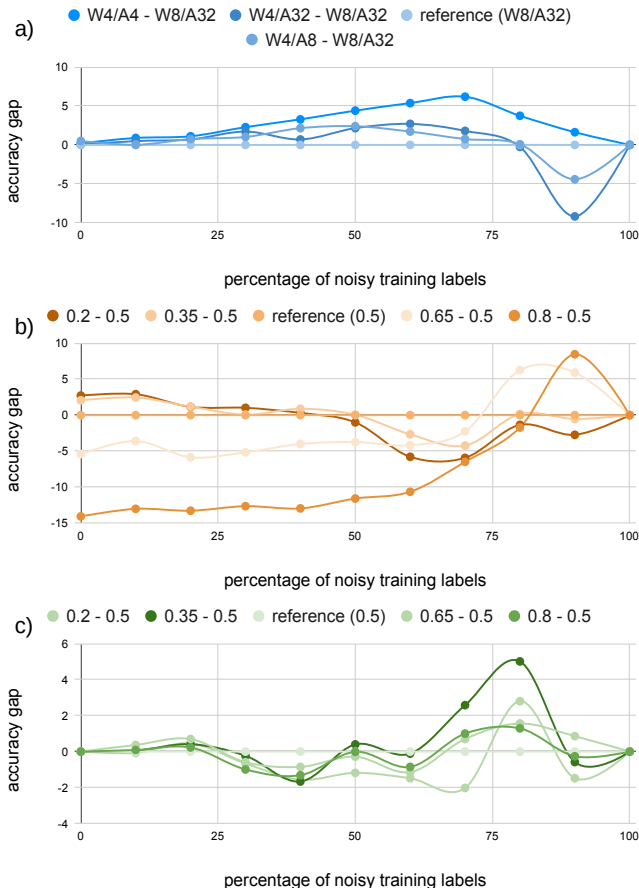 a)
W4/A4 - W8/A32 W4/A32 - W8/A32 reference (W8/A32)
W4/A8 - W8/A32
10
5
0
-5
-10
accuracy gap
0 25 50 75 100
percentage of noisy training labels
b)
0.2 - 0.5 0.35 - 0.5 reference (0.5) 0.65 - 0.5 0.8 - 0.5
10
5
0
-5
-10
-15
accuracy gap
0 25 50 75 100
percentage of noisy training labels
c)
0.2 - 0.5 0.35 - 0.5 reference (0.5) 0.65 - 0.5 0.8 - 0.5
6
4
2
0
-2
-4
accuracy gap
0 25 50 75 100
percentage of noisy training labels